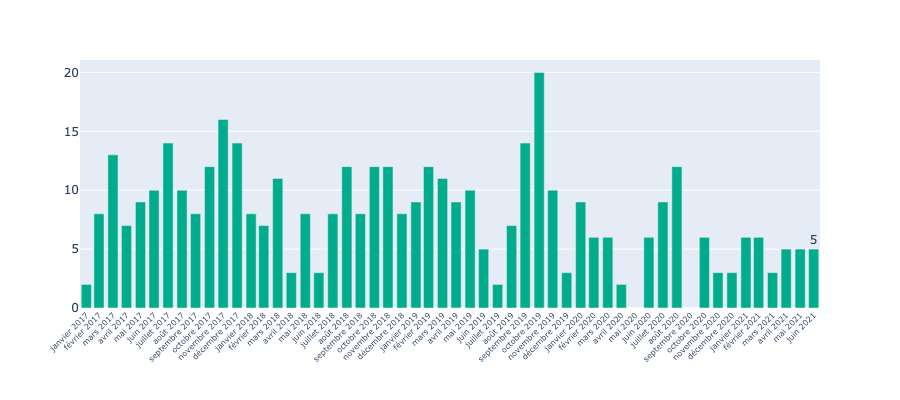 20
15
10
5
0
5
janvier 2017
février 2017
mars 2017
avril 2017
mai 2017
juin 2017
juillet 2017
août 2017
septembre 2017
octobre 2017
novembre 2017
décembre 2017
janvier 2018
février 2018
mars 2018
avril 2018
mai 2018
juin 2018
juillet 2018
août 2018
septembre 2018
octobre 2018
novembre 2018
décembre 2018
janvier 2019
février 2019
mars 2019
avril 2019
mai 2019
juin 2019
juillet 2019
août 2019
septembre 2019
octobre 2019
novembre 2019
décembre 2019
janvier 2020
février 2020
mars 2020
avril 2020
mai 2020
juin 2020
juillet 2020
août 2020
septembre 2020
octobre 2020
novembre 2020
décembre 2020
janvier 2021
février 2021
mars 2021
avril 2021
mai 2021
juin 2021